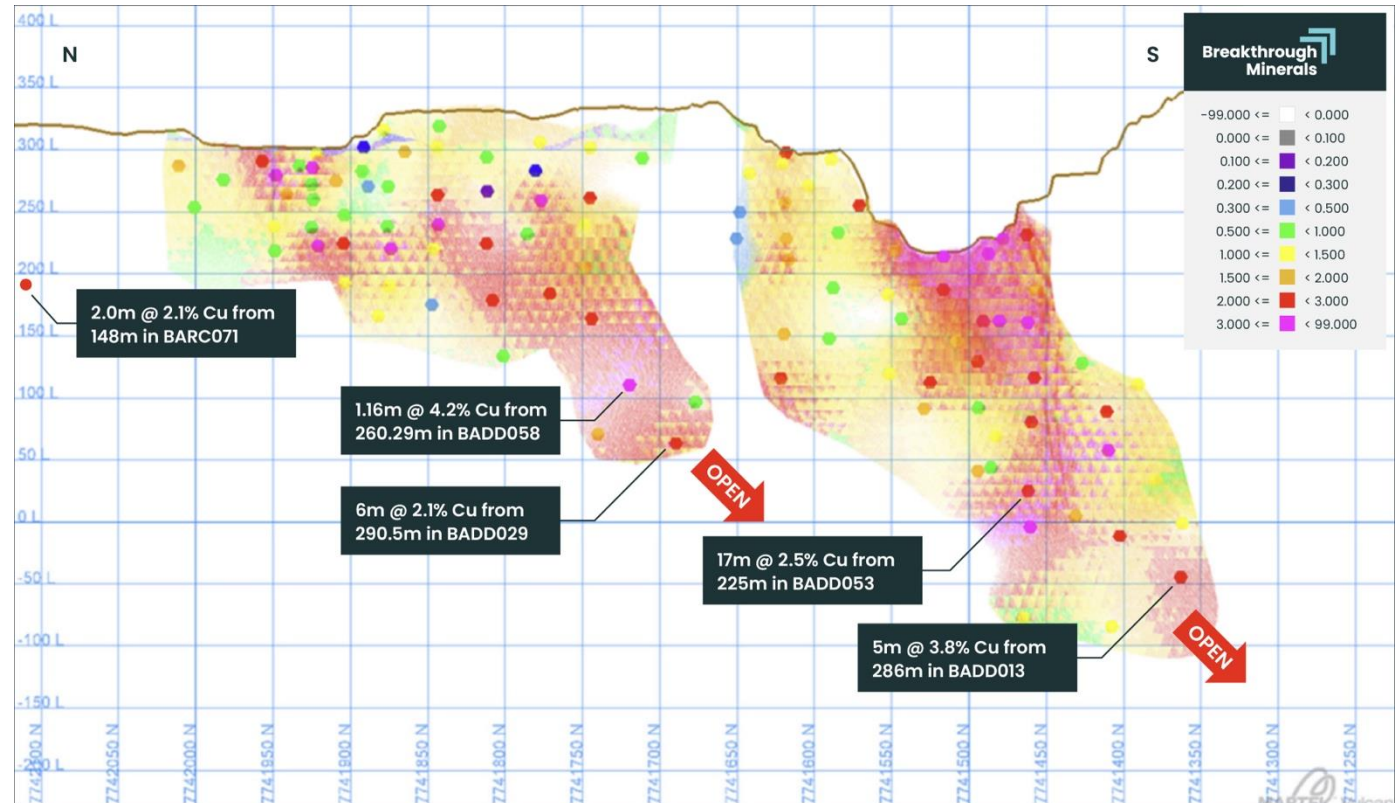 400 L
N
S
Breakthrough
Minerals
350 L
300 L
250 L
200 L
150 L
100 L
50 L
0 L
-50 L
-100 L
-150 L
-200 L
-99.000 <= < 0.000
0.000 <= < 0.100
0.100 <= < 0.200
0.200 <= < 0.300
0.300 <= < 0.500
0.500 <= < 1.000
1.000 <= < 1.500
1.500 <= < 2.000
2.000 <= < 3.000
3.000 <= < 99.000
2.0m @ 2.1% Cu from
148m in BARC071
1.16m @ 4.2% Cu from
260.29m in BADD058
6m @ 2.1% Cu from
290.5m in BADD029
OPEN
17m @ 2.5% Cu from
225m in BADD053
5m @ 3.8% Cu from
286m in BADD013
OPEN
7742050 N
7742000 N
7741950 N
7741900 N
7741850 N
7741800 N
7741750 N
7741700 N
7741650 N
7741600 N
7741550 N
7741500 N
7741450 N
7741400 N
7741350 N
7741300 N
7741250 N